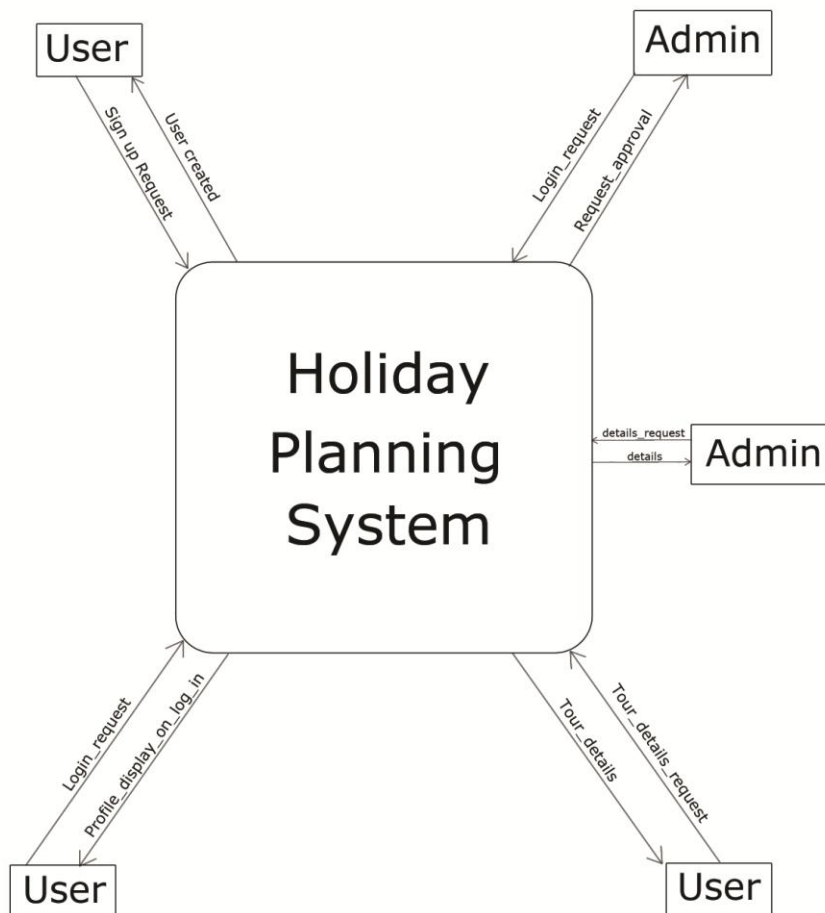 User
Admin
Sign up Request
User created
Login_request
Request_approval
Holiday
Planning
System
details_request
details
Admin
Login_request
Profile_display_on_log_in
Tour_details
Tour_details_request
User
User